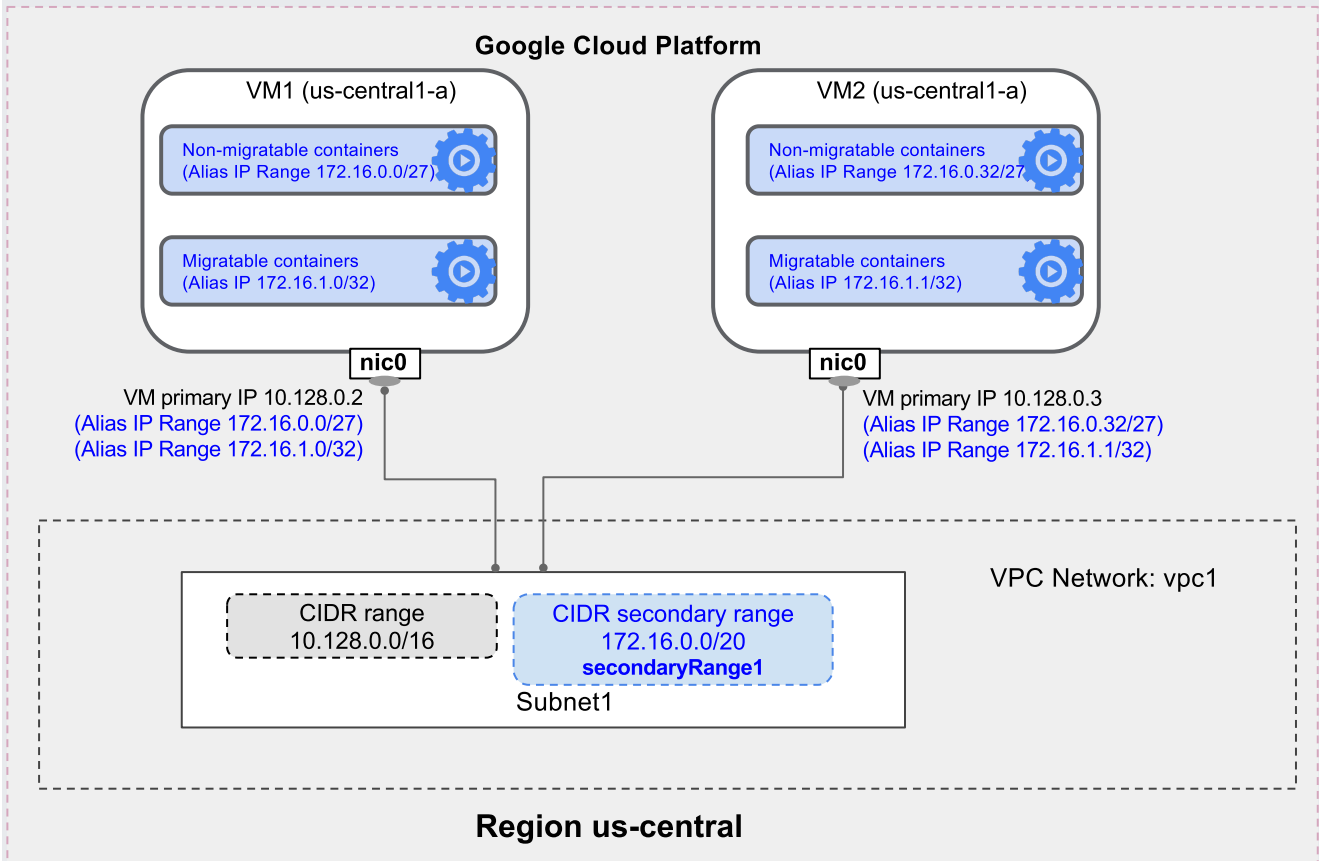 Google Cloud Platform
VM1 (us-central1-a)
Non-migratable containers
(Alias IP Range 172.16.0.0/27)
Migratable containers
(Alias IP 172.16.1.0/32)
nic0
VM primary IP 10.128.0.2
(Alias IP Range 172.16.0.0/27)
(Alias IP Range 172.16.1.0/32)
VM2 (us-central1-a)
Non-migratable containers
(Alias IP Range 172.16.0.32/27
Migratable containers
(Alias IP 172.16.1.1/32)
nic0
VM primary IP 10.128.0.3
(Alias IP Range 172.16.0.32/27)
(Alias IP Range 172.16.1.1/32)
VPC Network: vpc1
CIDR range
10.128.0.0/16
CIDR secondary range
172.16.0.0/20
secondaryRange1
Subnet1
Region us-central